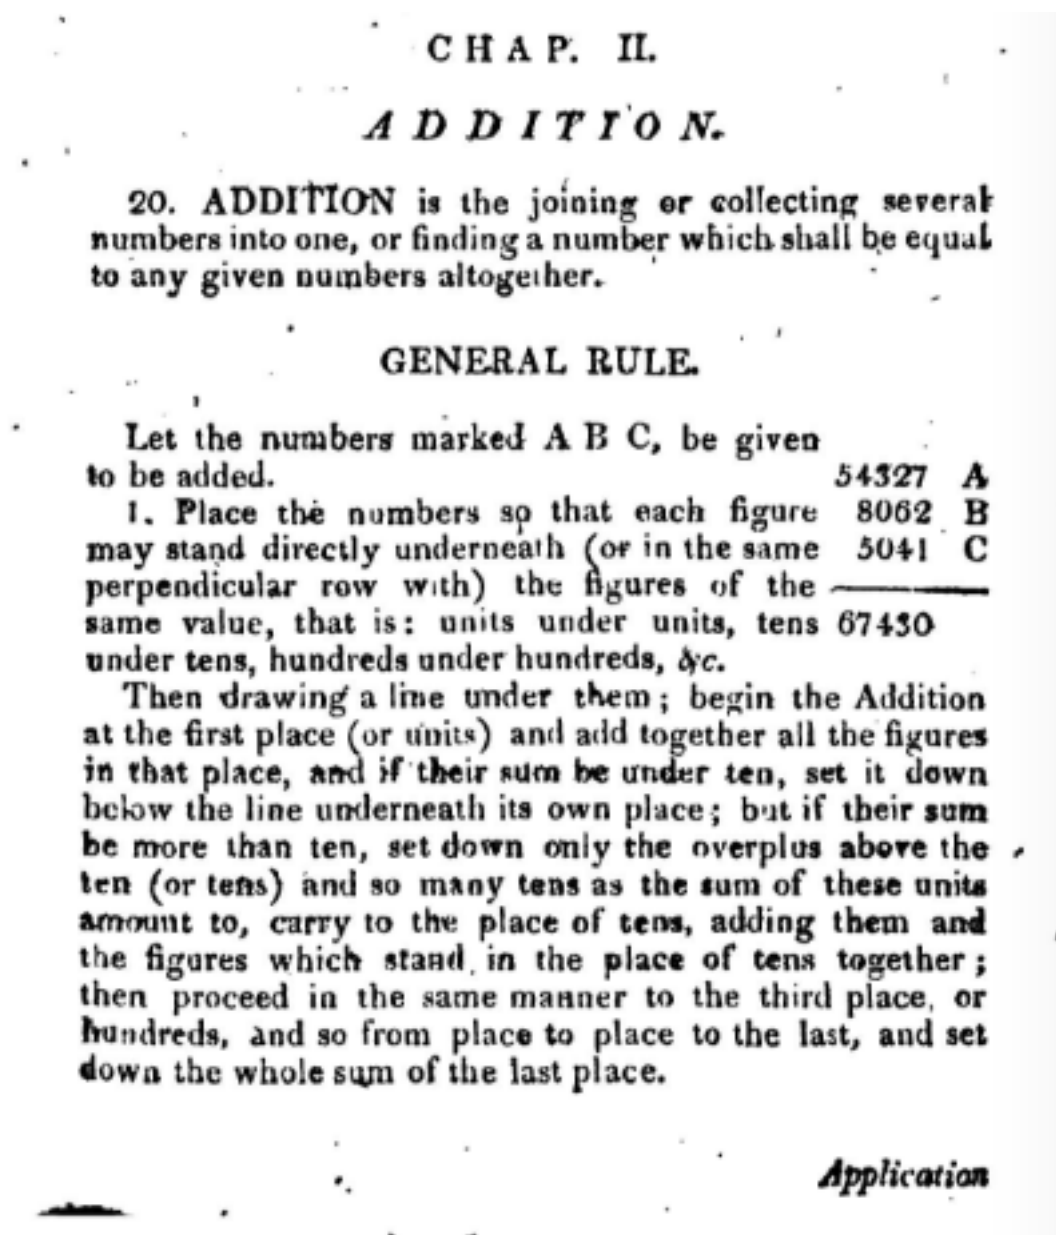 CHAP. II.
ADDITION.
20. ADDITION is the joining or collecting several
numbers into one, or finding a number which shall be equal
to any given numbers altogether.
GENERAL RULE.
Let the numbers marked A B C, be given
to be added. 54327 A
1. Place the numbers so that each figure 8062 B
may stand directly underneath (or in the same 5041 C
perpendicular row with) the figures of the
same value, that is: units under units, tens 67430
under tens, hundreds under hundreds, &c.
Then drawing a line under them; begin the Addition
at the first place (or units) and add together all the figures
in that place, and if their sum be under ten, set it down
below the line underneath its own place; but if their sum
be more than ten, set down only the overplus above the
ten (or tens) and so many tens as the sum of these units
amount to, carry to the place of tens, adding them and
the figures which stand in the place of tens together;
then proceed in the same manner to the third place, or
hundreds, and so from place to place to the last, and set
down the whole sum of the last place.
Application